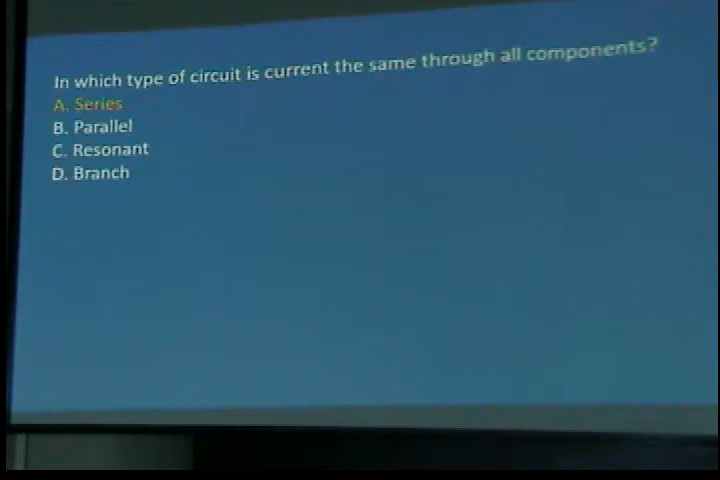 In which type of circuit is current the same through all components?
A. Series
B. Parallel
C. Resonant
D. Branch